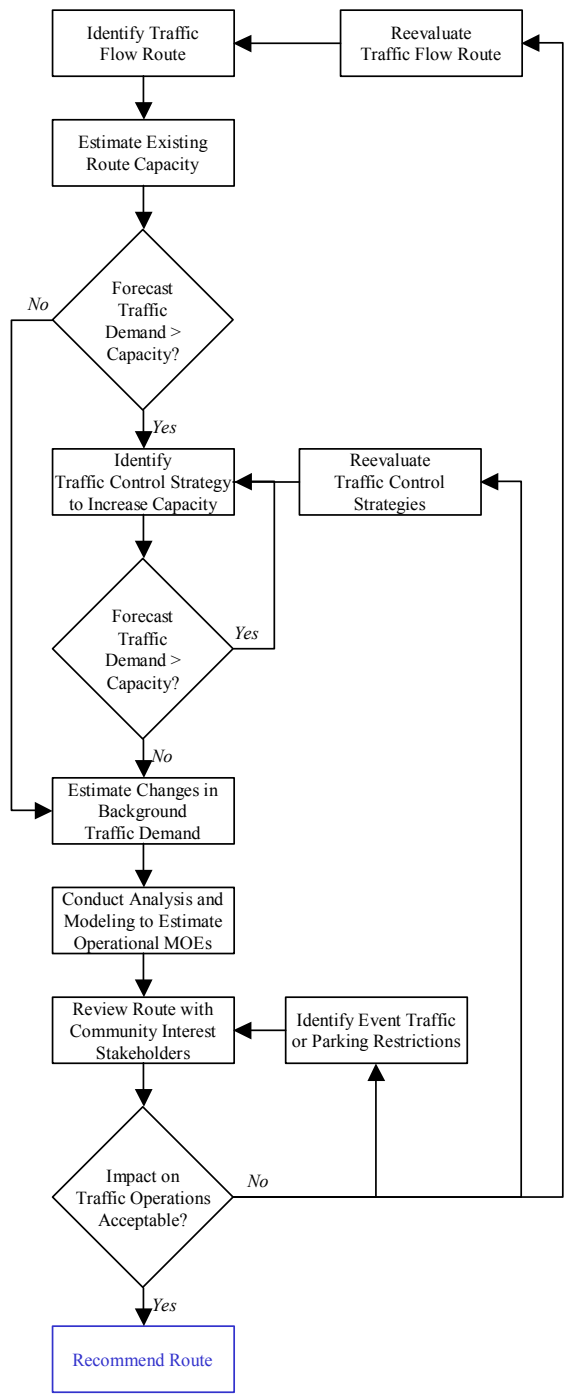 Identify Traffic
Flow Route
Reevaluate
Traffic Flow Route
Estimate Existing
Route Capacity
Forecast
Traffic
Demand >
Capacity?
No
Yes
Identify
Traffic Control Strategy
to Increase Capacity
Reevaluate
Traffic Control
Strategies
Forecast
Traffic
Demand >
Capacity?
Yes
No
Estimate Changes in
Background
Traffic Demand
Conduct Analysis and
Modeling to Estimate
Operational MOEs
Review Route with
Community Interest
Stakeholders
Identify Event Traffic
or Parking Restrictions
Impact on
Traffic Operations
Acceptable?
No
Yes
Recommend Route